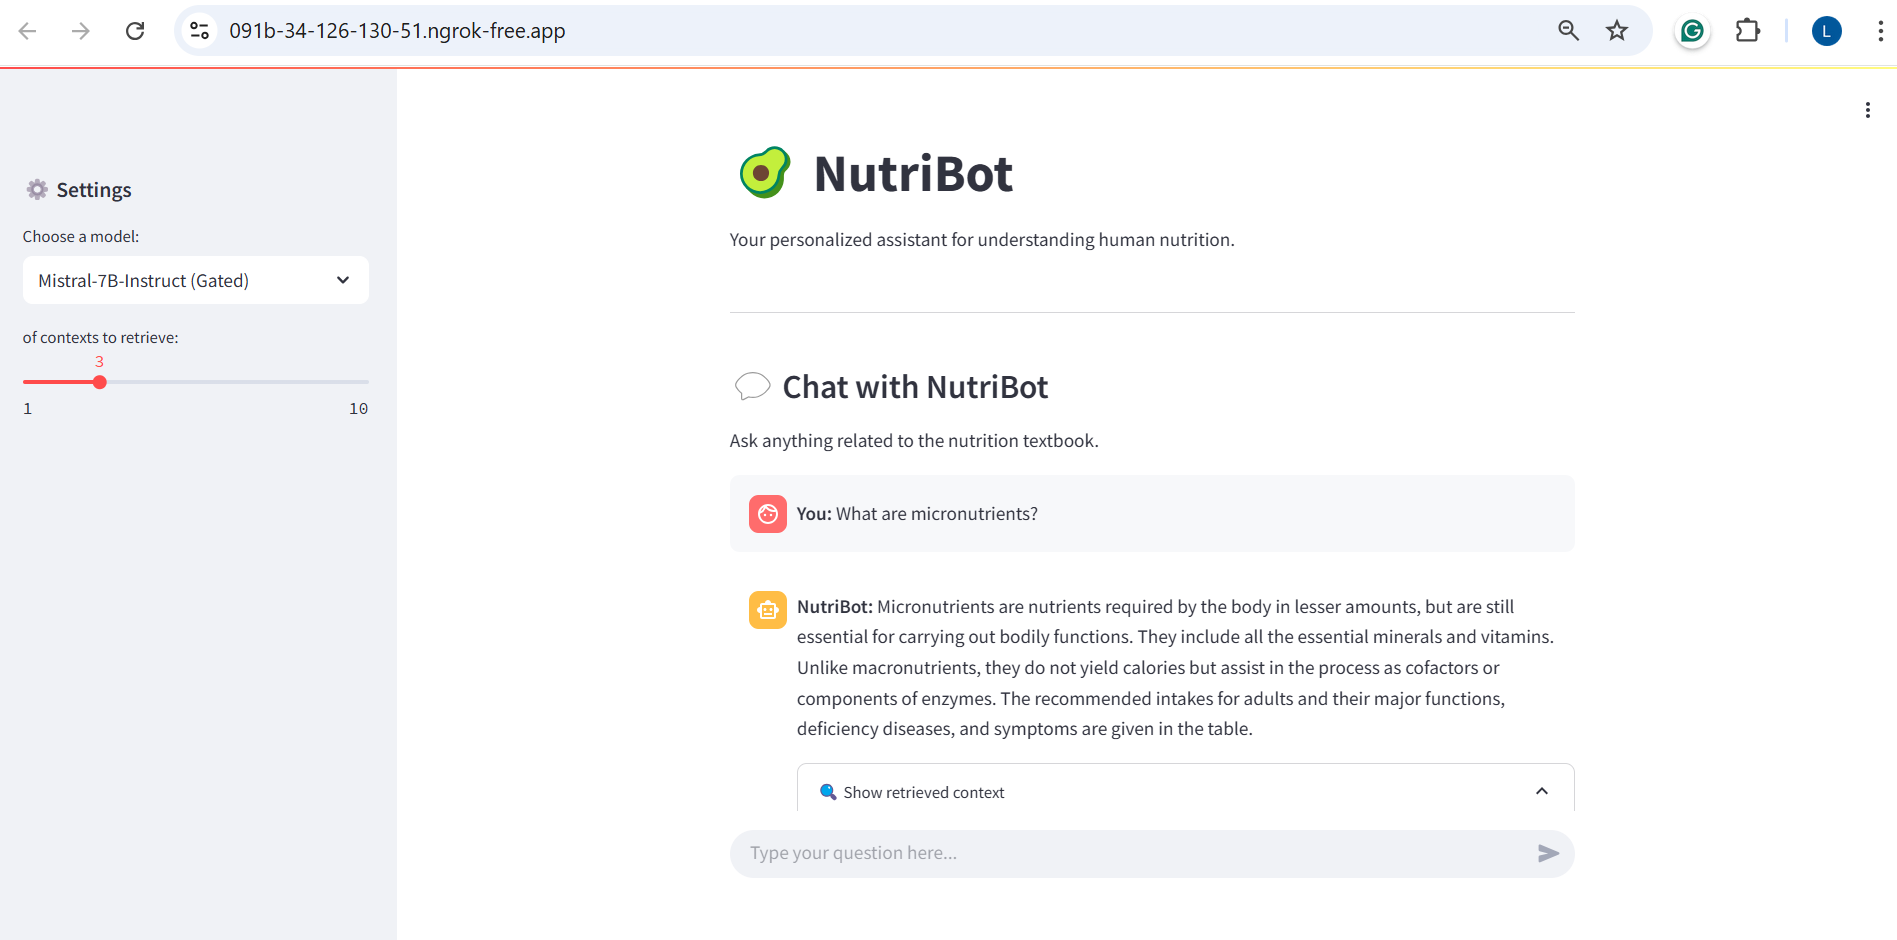 091b-34-126-130-51.ngrok-free.app
L
Settings
Choose a model:
Mistral-7B-Instruct (Gated)
of contexts to retrieve:
3
1 10
NutriBot
Your personalized assistant for understanding human nutrition.
Chat with NutriBot
Ask anything related to the nutrition textbook.
You: What are micronutrients?
NutriBot: Micronutrients are nutrients required by the body in lesser amounts, but are still
essential for carrying out bodily functions. They include all the essential minerals and vitamins.
Unlike macronutrients, they do not yield calories but assist in the process as cofactors or
components of enzymes. The recommended intakes for adults and their major functions,
deficiency diseases, and symptoms are given in the table.
Show retrieved context
Type your question here...